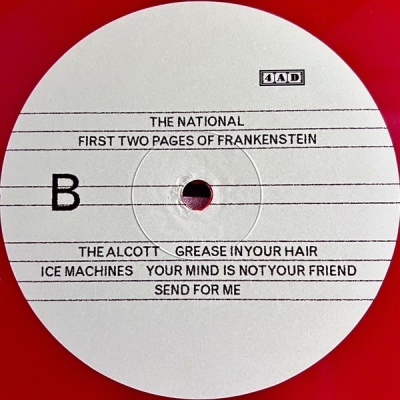 4AD
THE NATIONAL
FIRST TWO PAGES OF FRANKENSTEIN
B
THE ALCOTT GREASE IN YOUR HAIR
ICE MACHINES YOUR MIND IS NOT YOUR FRIEND
SEND FOR ME